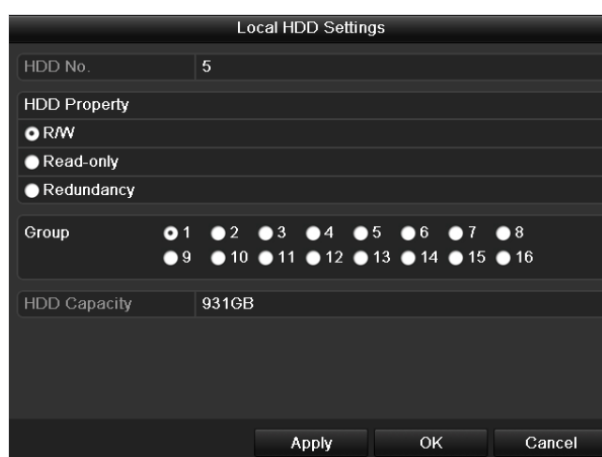 Local HDD Settings
HDD No. 5
HDD Property
R/W
Read-only
Redundancy
Group 1 2 3 4 5 6 7 8
9 10 11 12 13 14 15 16
HDD Capacity 931GB
Apply OK Cancel